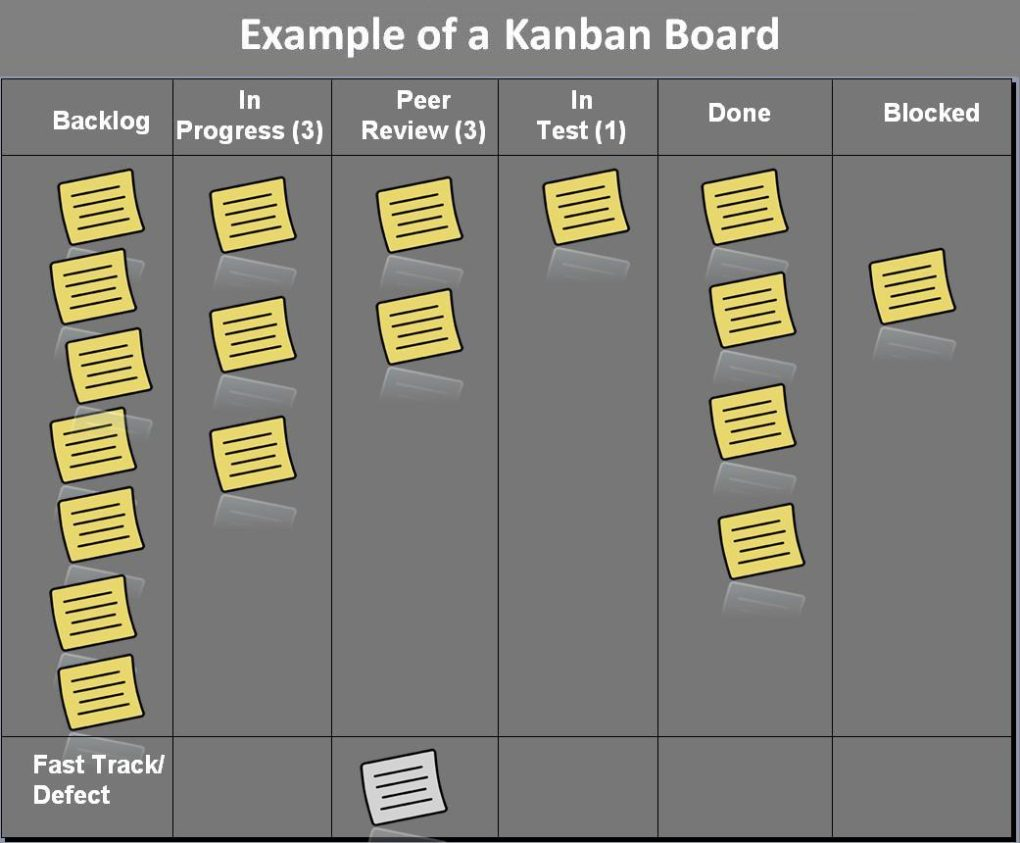 Example of a Kanban Board
Backlog
In
Progress (3)
Peer
Review (3)
In
Test (1)
Done
Blocked
Fast Track/
Defect